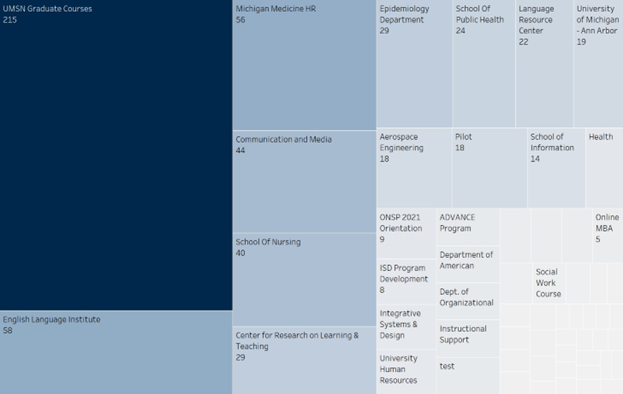 UMSN Graduate Courses
215
English Language Institute
58
Michigan Medicine HR
56
Communication and Media
44
School Of Nursing
40
Center for Research on Learning &
Teaching
29
Epidemiology
Department
29
School Of
Public Health
24
Language
Resource
Center
22
University
of Michigan
- Ann Arbor
19
Aerospace
Engineering
18
Pilot
18
School of
Information
14
Health
ONSP 2021
Orientation
9
ISD Program
Development
8
Integrative
Systems &
Design
University
Human
Resources
ADVANCE
Program
Department of
American
Dept. of
Organizational
Instructional
Support
test
Online
MBA
5
Social
Work
Course